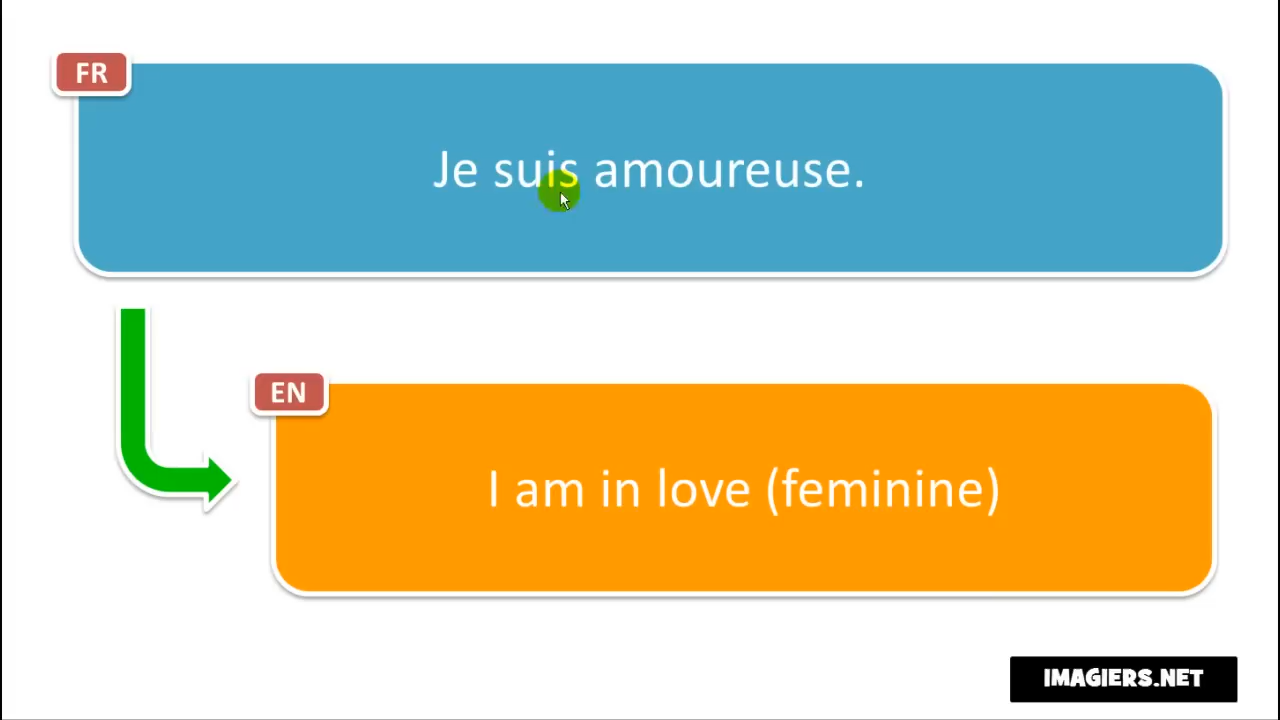 FR
Je suis amoureuse.
EN
I am in love (feminine)
IMAGIERS.NET